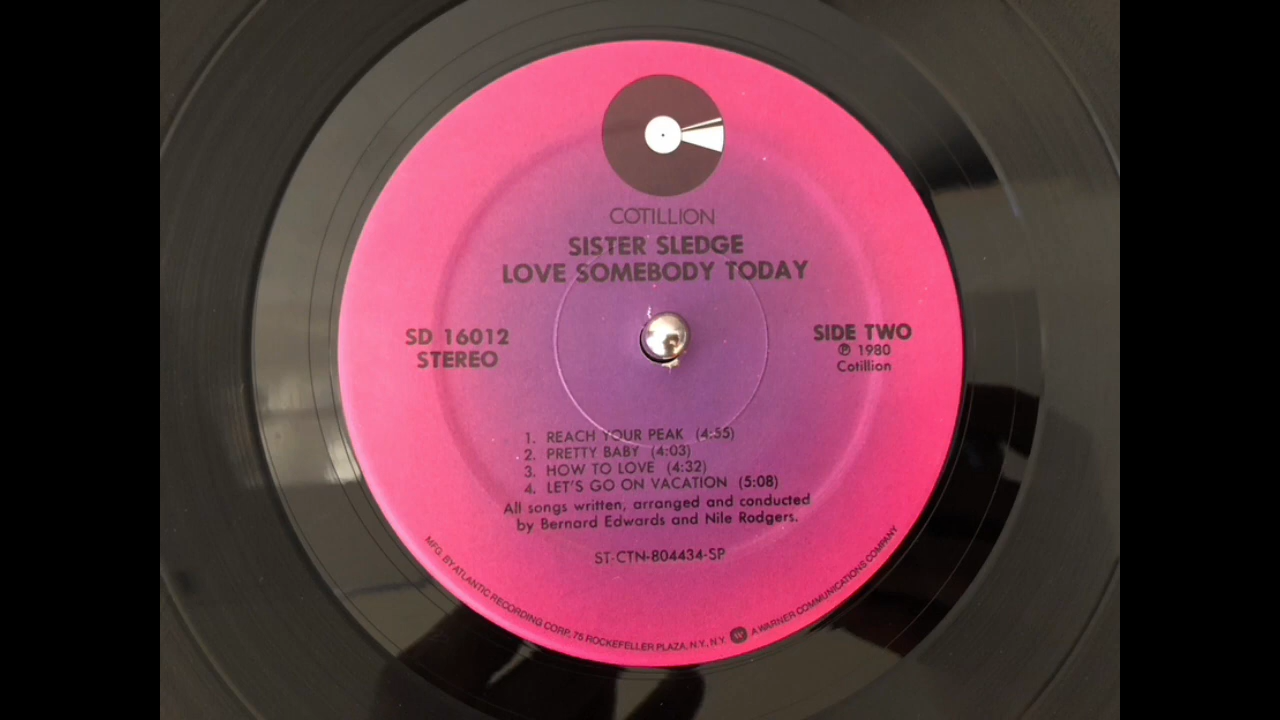 COTILLION
SISTER SLEDGE
LOVE SOMEBODY TODAY
SD 16012
STEREO
SIDE TWO
℗ 1980
Cotillion
1. REACH YOUR PEAK (4:55)
2. PRETTY BABY (4:03)
3. HOW TO LOVE (4:32)
4. LET'S GO ON VACATION (5:08)
All songs written, arranged and conducted
by Bernard Edwards and Nile Rodgers.
ST-CTN-804434-SP
MFG. BY ATLANTIC RECORDING CORP., 75 ROCKEFELLER PLAZA, N.Y., N.Y. A WARNER COMMUNICATIONS COMPANY